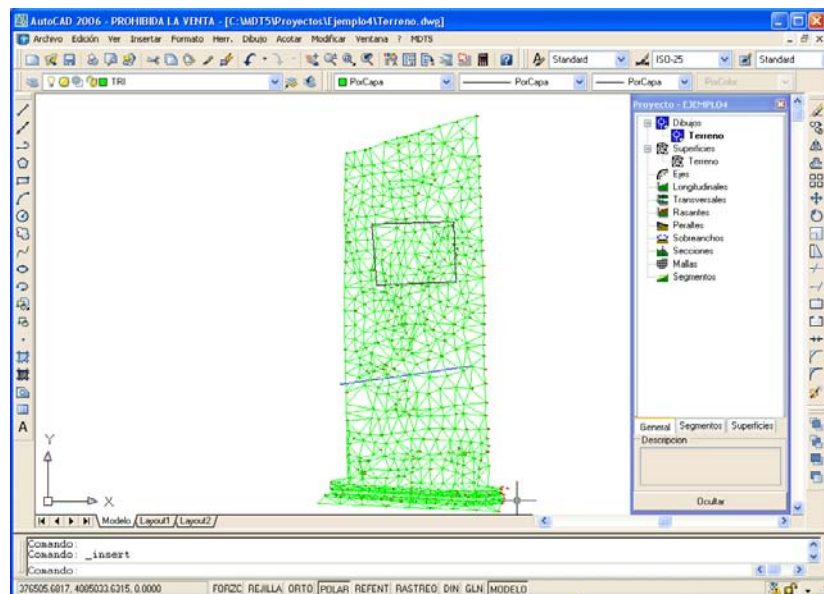 AutoCAD 2006 - PROHIBIDA LA VENTA - [C:\MDT5\Proyectos\Ejemplo4\Terreno.dwg]
Archivo Edición Ver Insertar Formato Herr. Dibujo Acotar Modificar Ventana ? MDT5
A Standard ISO-25 Standard
TRI PorCapa PorCapa PorCapa PorColor
Proyecto - EJEMPLO4
Dibujos
Terreno
Superficies
Terreno
Ejes
Longitudinales
Transversales
Rasantes
Peraltes
Sobreanchos
Secciones
Mallas
Segmentos
A
General Segmentos Superficies
Descripcion
Y
X
Ocultar
Modelo Layout1 Layout2
Comando:
Comando: _insert
Comando:
376505.6817, 4085033.6315, 0.0000 FORZC REJILLA ORTO POLAR REFENT RASTREO DIN GLN MODELO